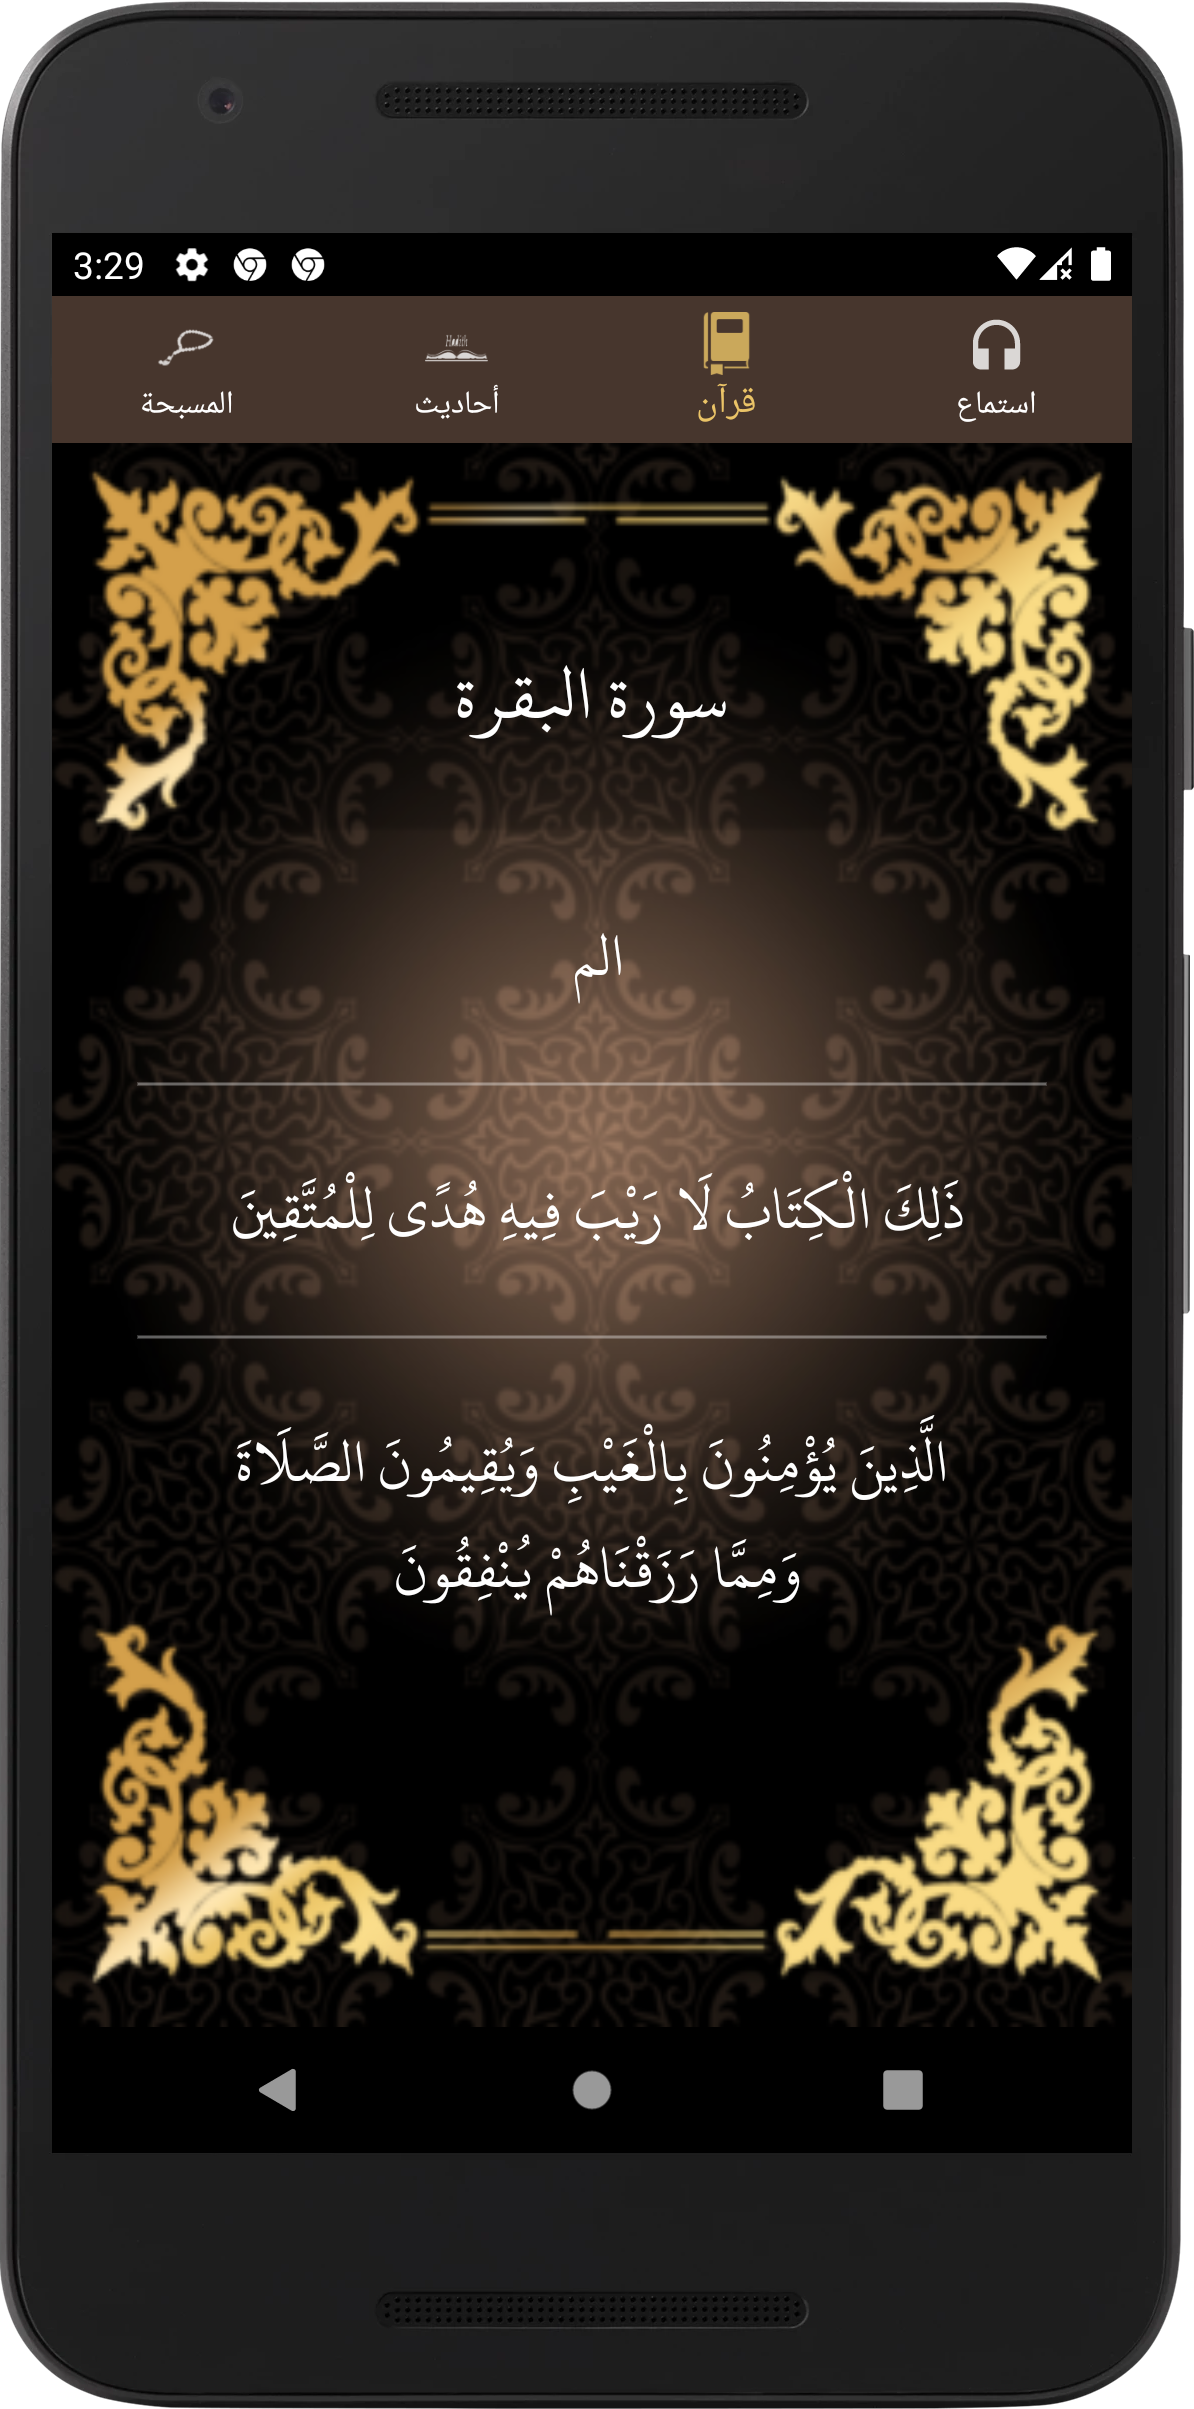 3:29
استماع
قرآن
Hadith
أحاديث
المسبحة
سورة البقرة
الم
ذَلِكَ الْكِتَابُ لَا رَيْبَ فِيهِ هُدًى لِلْمُتَّقِينَ
الَّذِينَ يُؤْمِنُونَ بِالْغَيْبِ وَيُقِيمُونَ الصَّلَاةَ
وَمِمَّا رَزَقْنَاهُمْ يُنْفِقُونَ